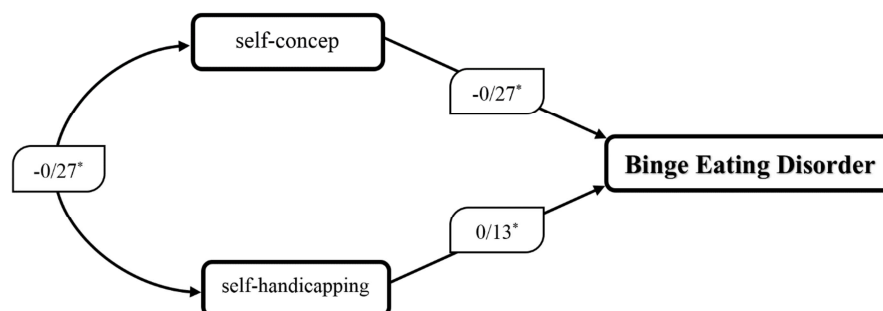 self-concep
-0/27*
-0/27*
Binge Eating Disorder
0/13*
self-handicapping